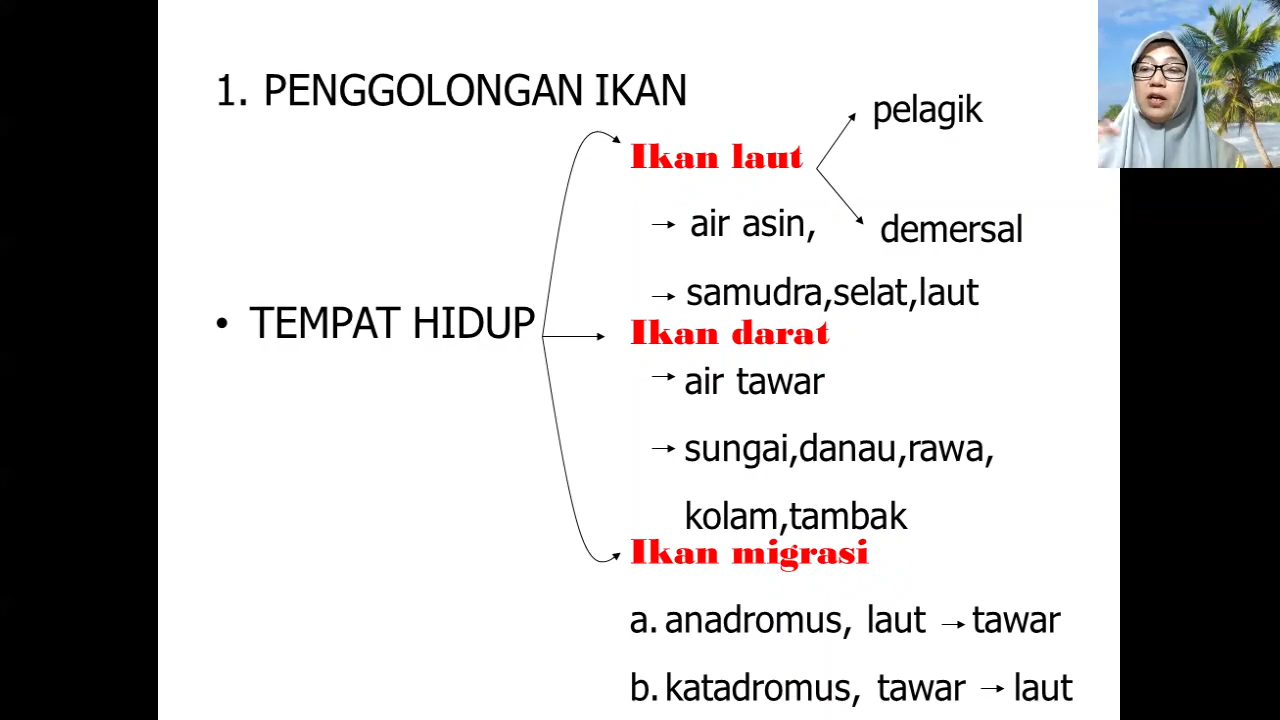 1. PENGGOLONGAN IKAN
pelagik
Ikan laut
air asin,
demersal
samudra,selat,laut
• TEMPAT HIDUP
Ikan darat
air tawar
sungai,danau,rawa,
kolam,tambak
Ikan migrasi
a. anadromus, laut → tawar
b. katadromus, tawar → laut